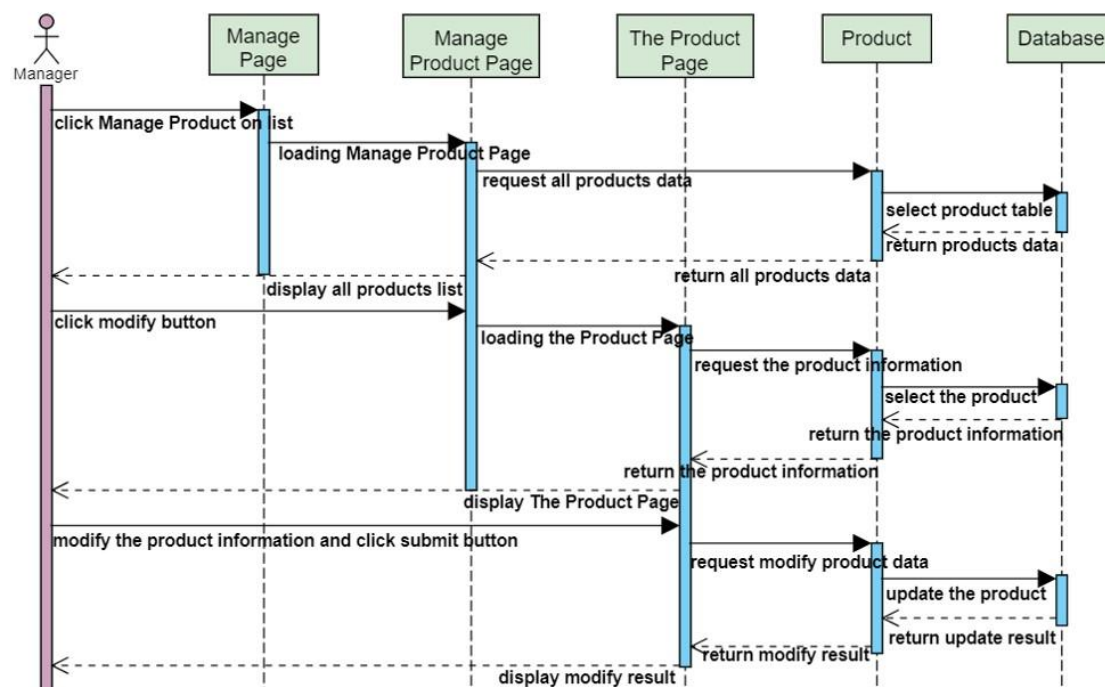 Manager
Manage
Page
Manage
Product Page
The Product
Page
Product
Database
click Manage Product on list
loading Manage Product Page
request all products data
select product table
return products data
return all products data
display all products list
click modify button
loading the Product Page
request the product information
select the product
return the product information
return the product information
display The Product Page
modify the product information and click submit button
request modify product data
update the product
return update result
return modify result
display modify result